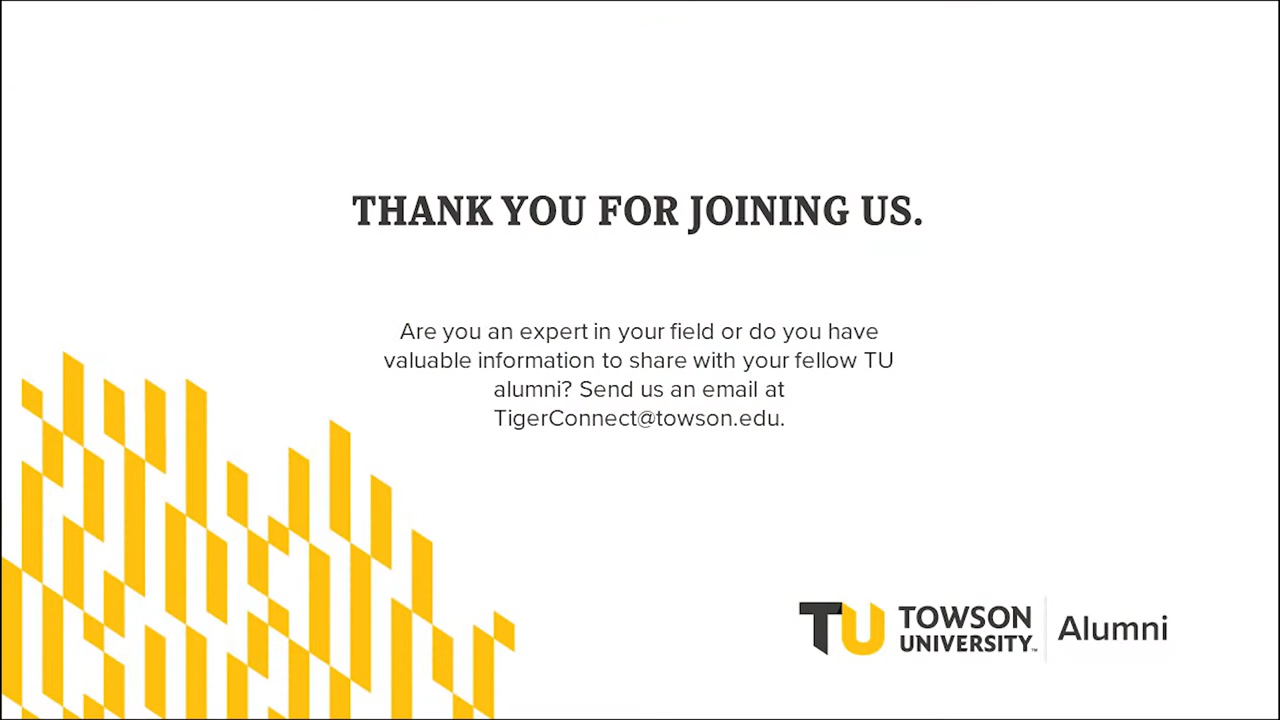 THANK YOU FOR JOINING US.
Are you an expert in your field or do you have
valuable information to share with your fellow TU
alumni? Send us an email at
TigerConnect@towson.edu.
TU TOWSON UNIVERSITY™ Alumni